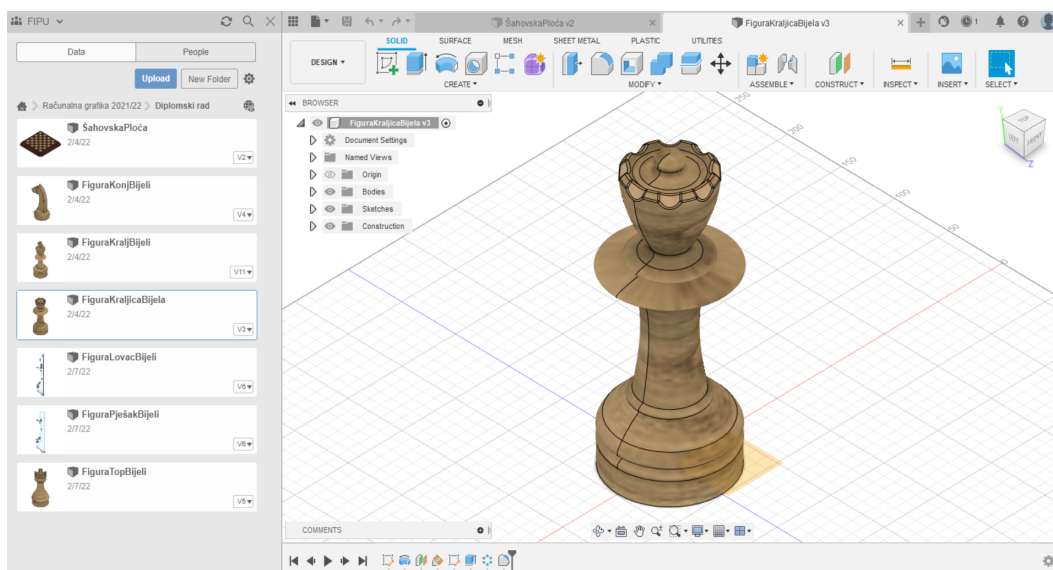 FIPU
ŠahovskaPloča v2
FiguraKraljicaBijela v3
1
Data
People
Upload
New Folder
Računalna grafika 2021/22
Diplomski rad
ŠahovskaPloča
2/4/22
V2
FiguraKonjBijeli
2/4/22
V4
FiguraKraljBijeli
2/4/22
V11
FiguraKraljicaBijela
2/4/22
V3
FiguraLovacBijeli
2/7/22
V6
FiguraPješakBijeli
2/7/22
V6
FiguraTopBijeli
2/7/22
V5
DESIGN
SOLID
SURFACE
MESH
SHEET METAL
PLASTIC
UTILITIES
CREATE
MODIFY
ASSEMBLE
CONSTRUCT
INSPECT
INSERT
SELECT
BROWSER
FiguraKraljicaBijela v3
Document Settings
Named Views
Origin
Bodies
Sketches
Construction
250
200
150
100
50
TOP
LEFT
FRONT
Y
Z
COMMENTS